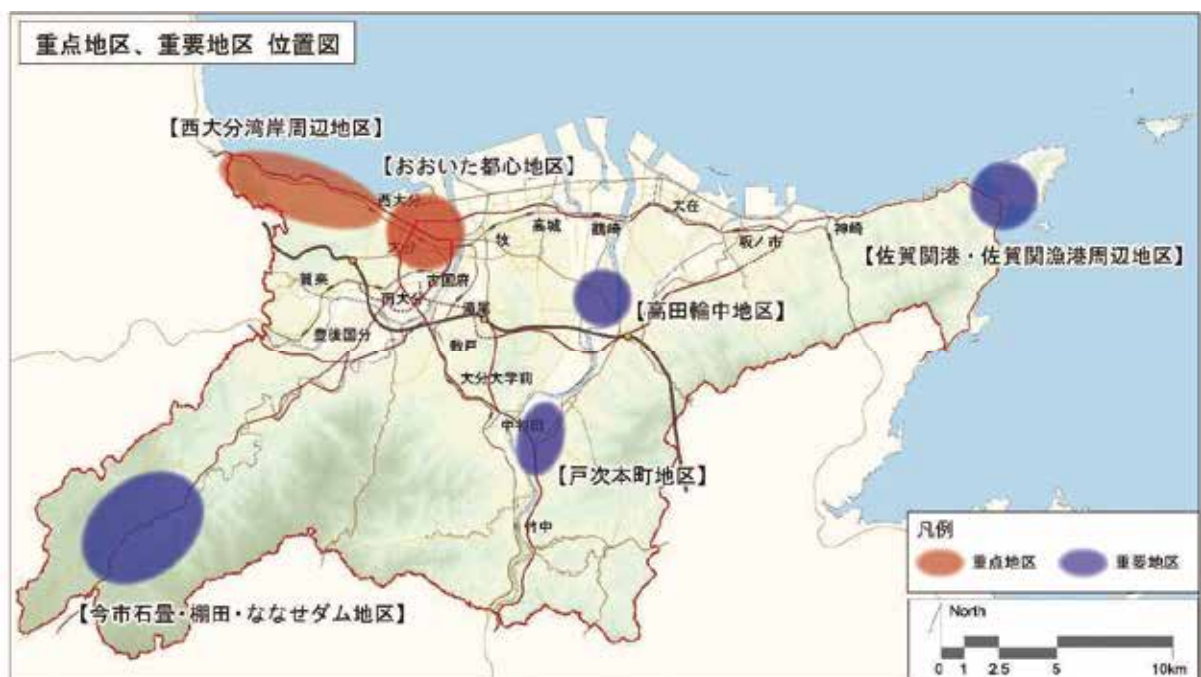 重点地区、重要地区 位置図
【西大分湾岸周辺地区】
【おおいた都心地区】
西大分
大分
牧
高城
鶴崎
大在
坂ノ市
神崎
【佐賀関港・佐賀関漁港周辺地区】
賀来
古国府
南大分
滝尾
【高田輪中地区】
豊後国分
敷戸
大分大学前
中判田
【戸次本町地区】
竹中
【今市石畳・棚田・ななせダム地区】
凡例
重点地区
重要地区
North
0 1 2.5 5 10km